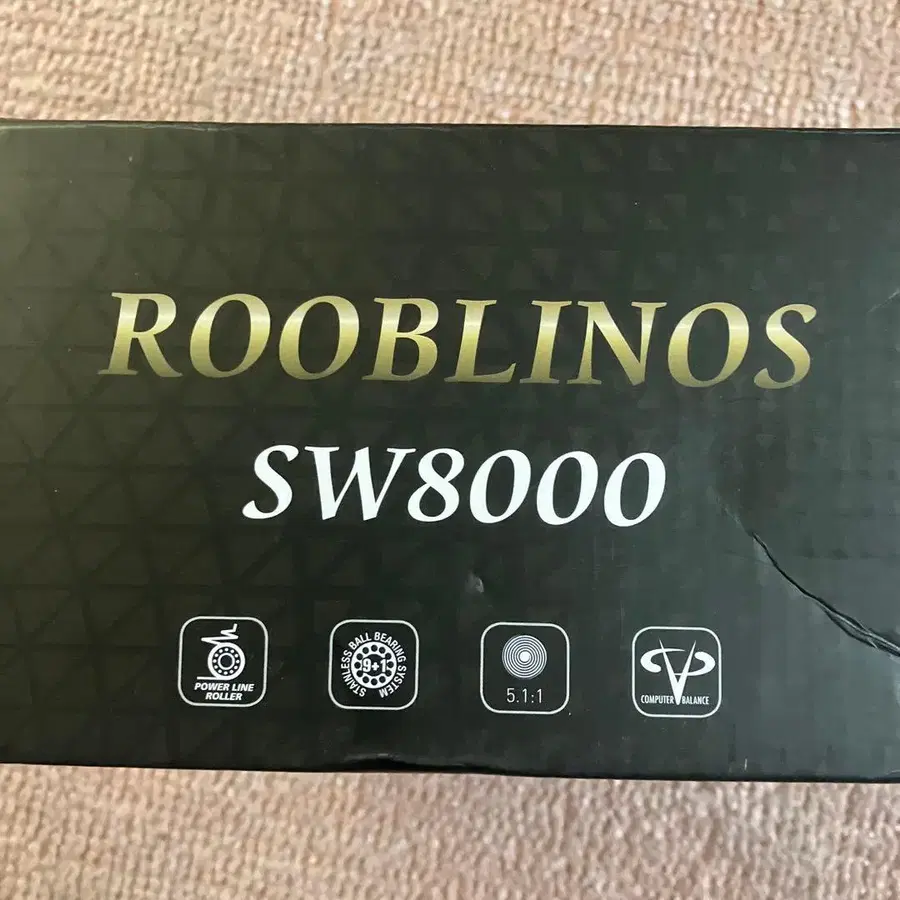 ROOBLINOS
SW8000
POWER LINE
ROLLER
STAINLESS BALL BEARING SYSTEM
9+1
5.1:1
COMPUTER BALANCE